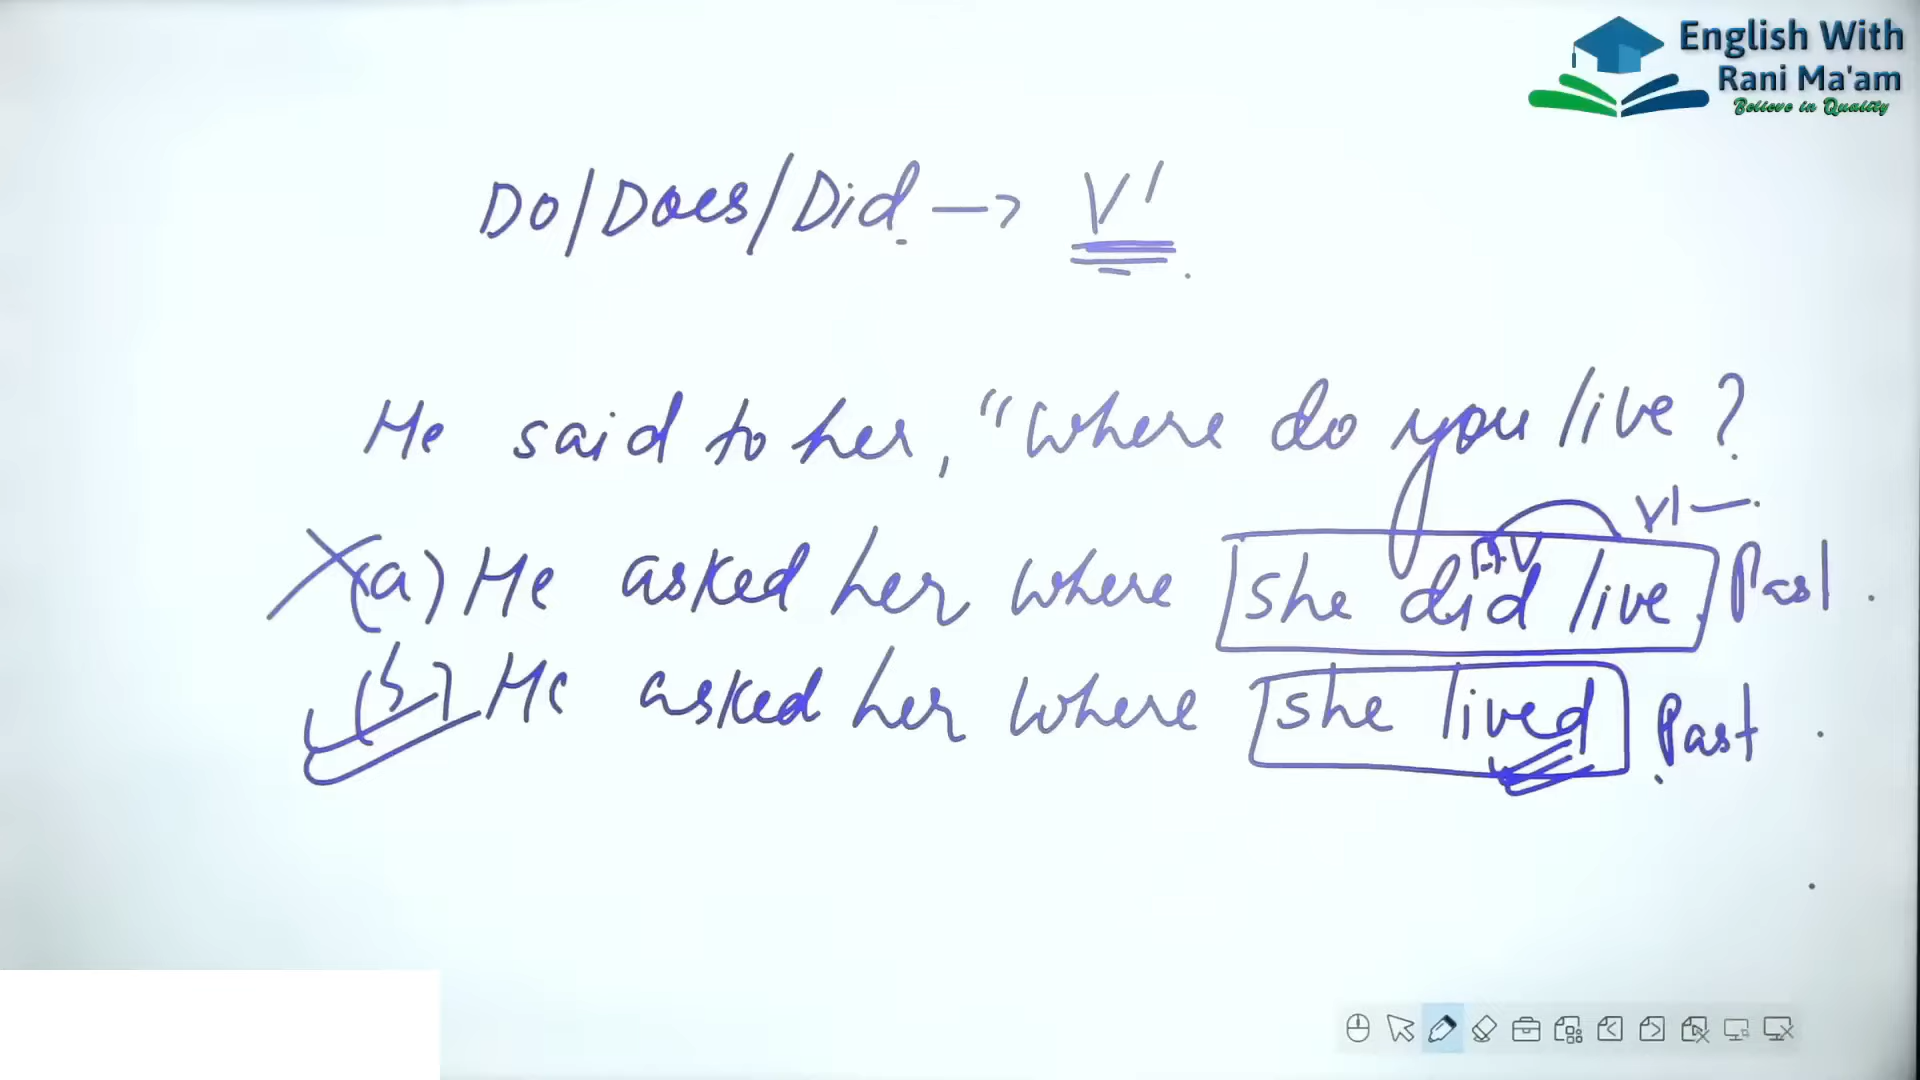 English With
Rani Ma'am
Believe in Quality
Do/Does/Did → V1
He said to her, "Where do you live?
V1
(a) He asked her where she did live. Past
(b) He asked her where she lived Past